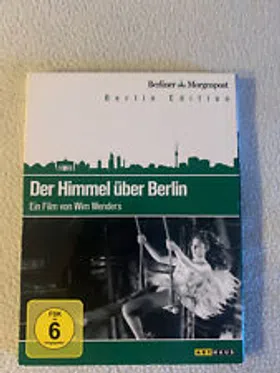 Berliner Morgenpost
Berlin Edition
Der Himmel über Berlin
Ein Film von Wim Wenders
FSK
6
ARTHAUS